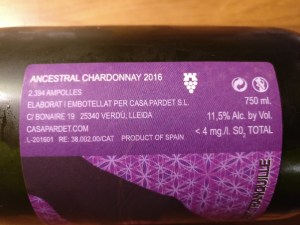 ANCESTRAL CHARDONNAY 2016
2.394 AMPOLLES
ELABORAT I EMBOTELLAT PER CASA PARDET S.L
C/ BONAIRE 19 25340 VERDÚ, LLEIDA
CASAPARDET.COM
L-201601 RE: 38.002.00/CAT PRODUCT OF SPAIN
750 ml.
11,5% Alc. by Vol.
< 4 mg./l. S0₂ TOTAL